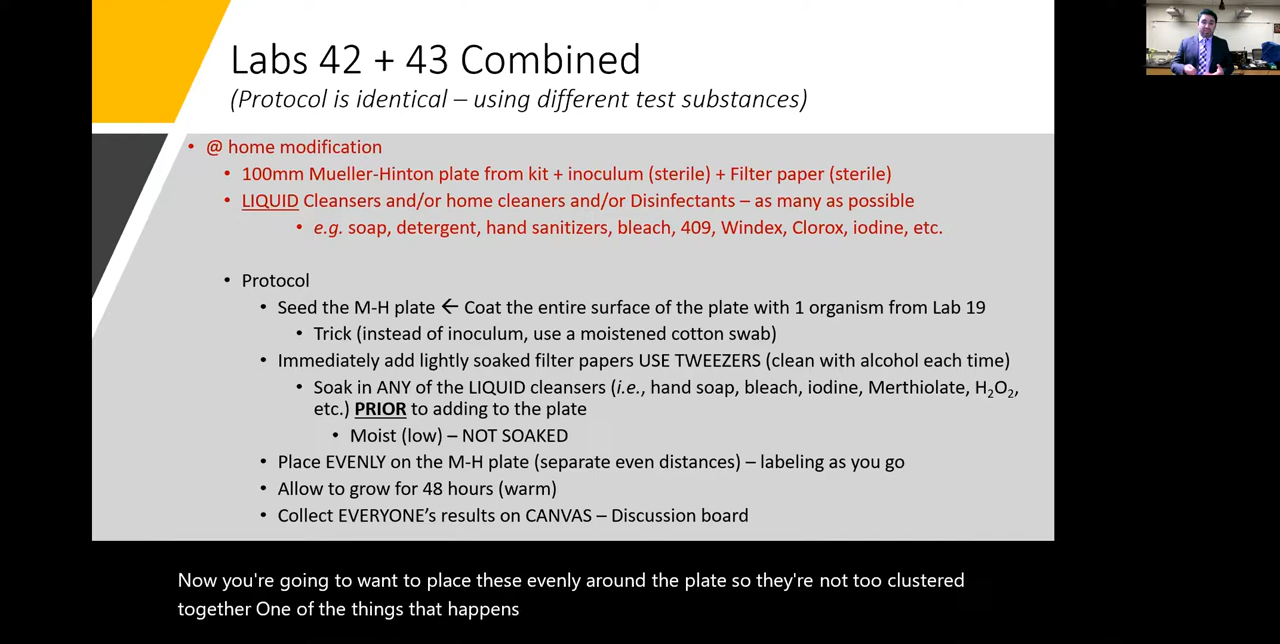 Labs 42 + 43 Combined
(Protocol is identical – using different test substances)
• @ home modification
• 100mm Mueller-Hinton plate from kit + inoculum (sterile) + Filter paper (sterile)
• LIQUID Cleansers and/or home cleaners and/or Disinfectants – as many as possible
• e.g. soap, detergent, hand sanitizers, bleach, 409, Windex, Clorox, iodine, etc.
• Protocol
• Seed the M-H plate ← Coat the entire surface of the plate with 1 organism from Lab 19
• Trick (instead of inoculum, use a moistened cotton swab)
• Immediately add lightly soaked filter papers USE TWEEZERS (clean with alcohol each time)
• Soak in ANY of the LIQUID cleansers (i.e., hand soap, bleach, iodine, Merthiolate, H₂O₂,
etc.) PRIOR to adding to the plate
• Moist (low) – NOT SOAKED
• Place EVENLY on the M-H plate (separate even distances) – labeling as you go
• Allow to grow for 48 hours (warm)
• Collect EVERYONE's results on CANVAS – Discussion board
Now you're going to want to place these evenly around the plate so they're not too clustered
together One of the things that happens